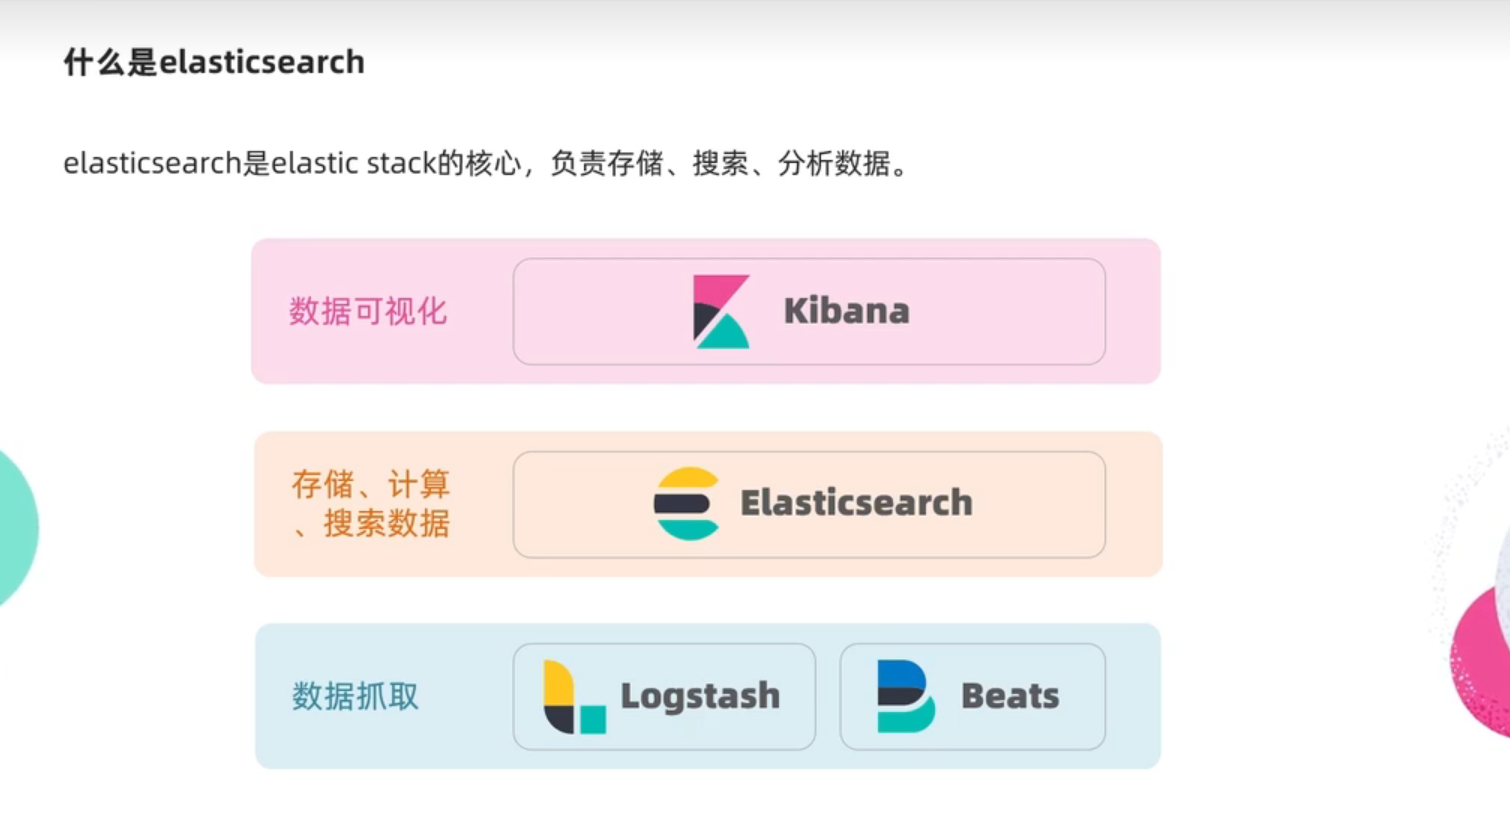 什么是elasticsearch
elasticsearch是elastic stack的核心，负责存储、搜索、分析数据。
数据可视化
Kibana
存储、计算
、搜索数据
Elasticsearch
数据抓取
Logstash
Beats